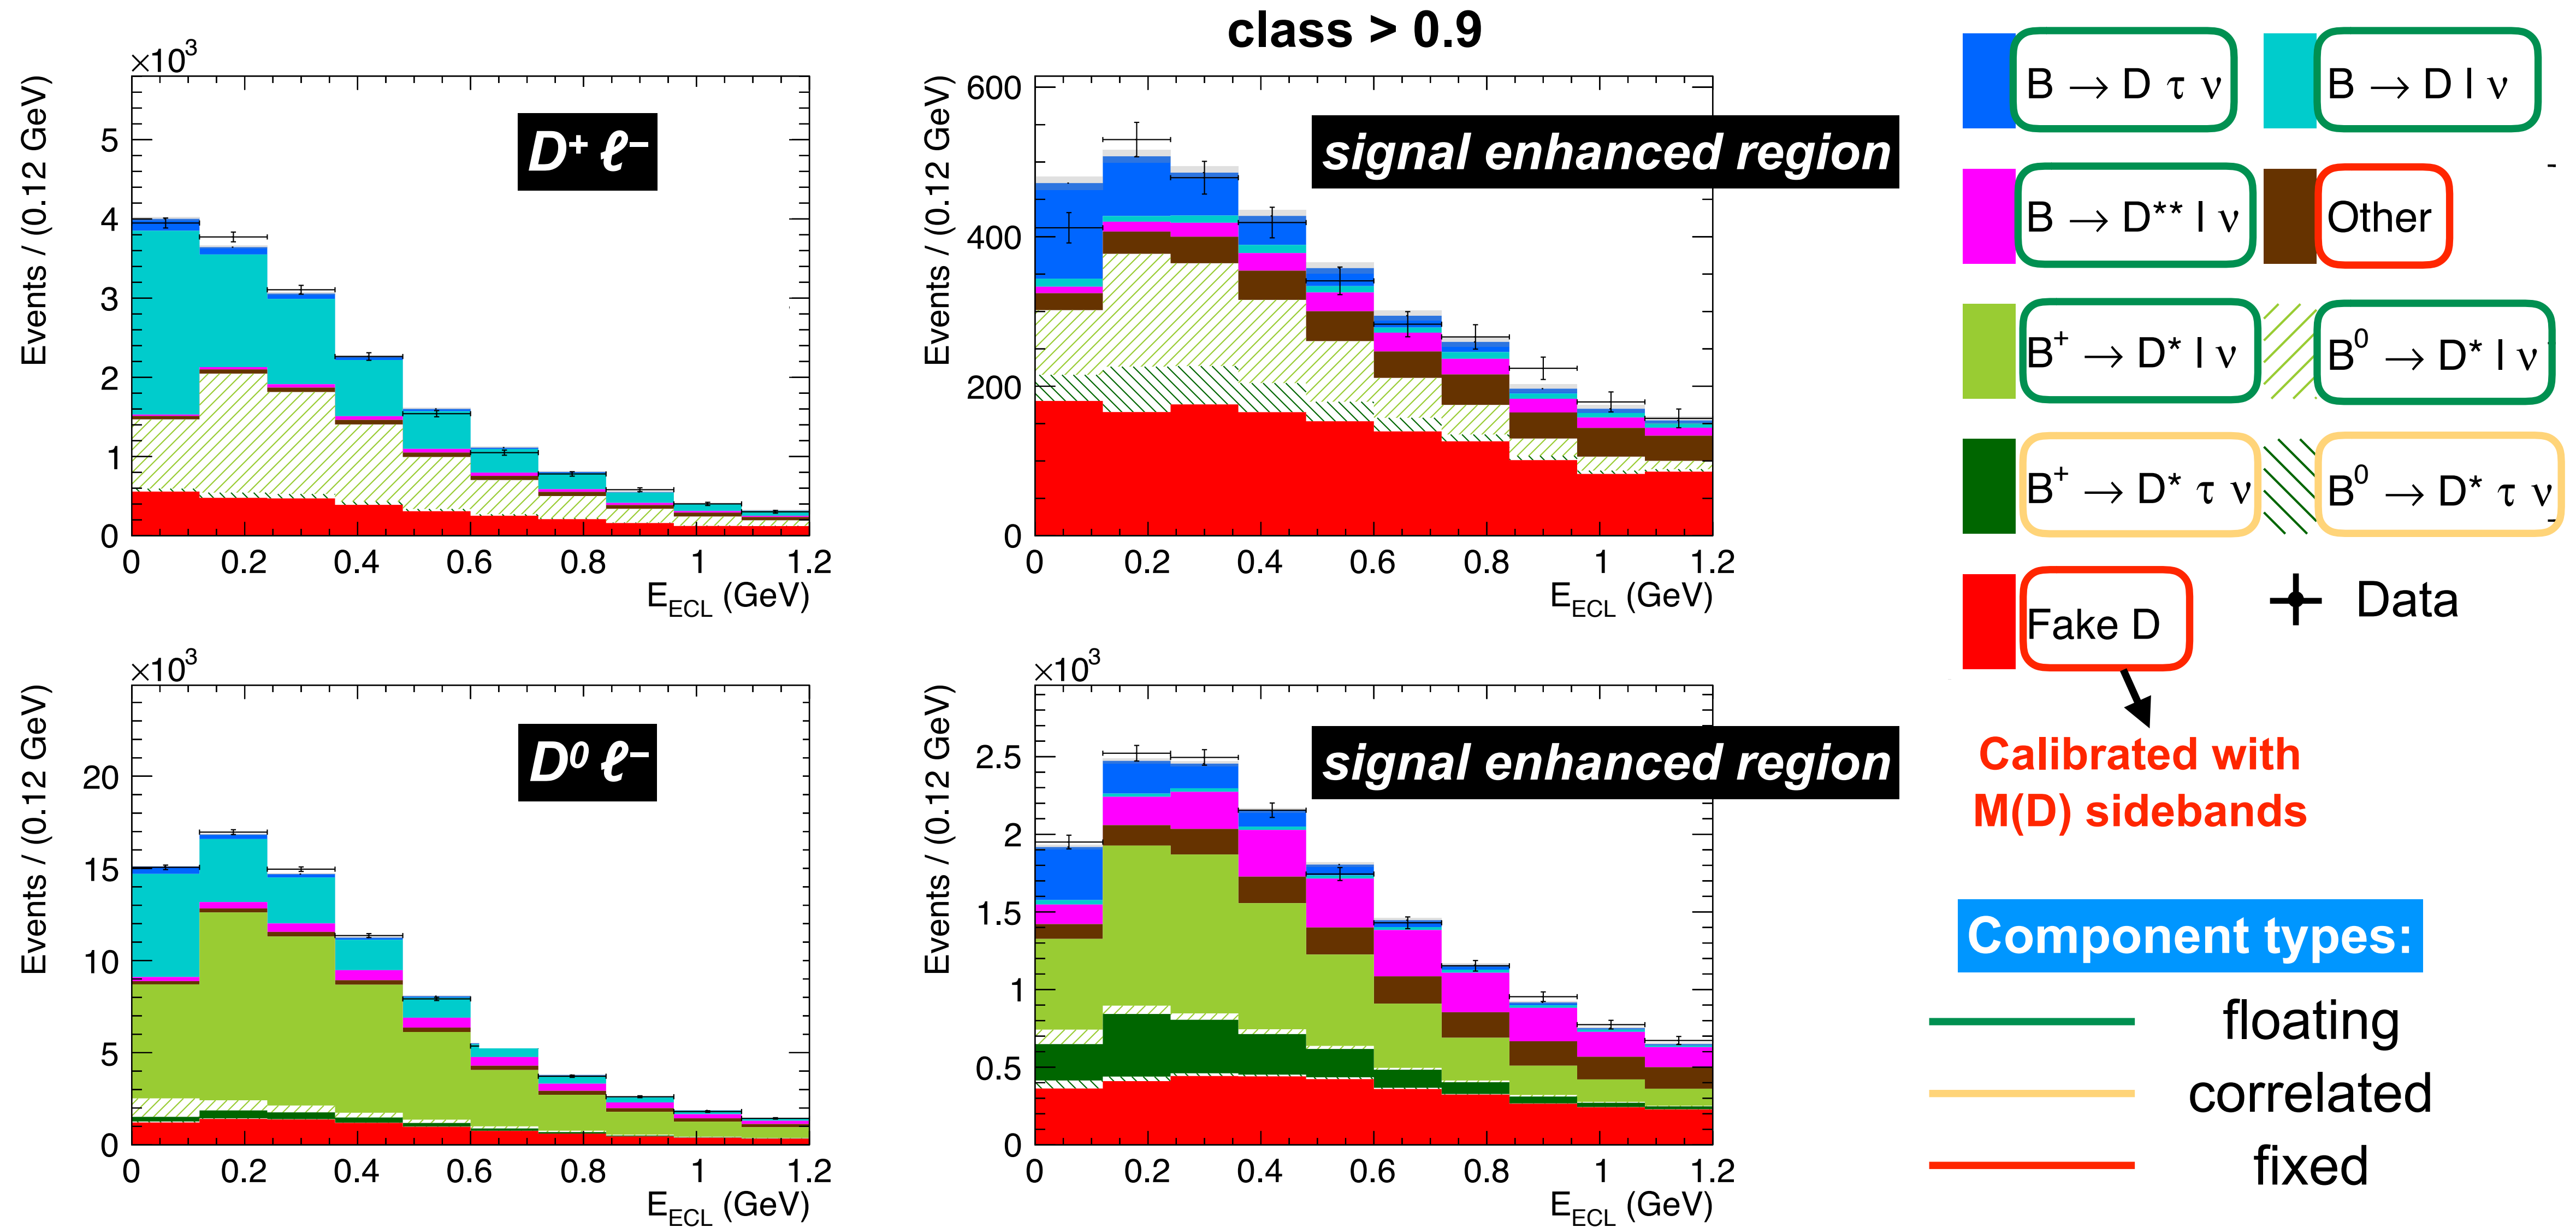 class > 0.9
×10³
Events / (0.12 GeV)
5
4
3
2
1
0
D⁺ ℓ⁻
0 0.2 0.4 0.6 0.8 1 1.2
E_ECL (GeV)
Events / (0.12 GeV)
600
400
200
0
signal enhanced region
0 0.2 0.4 0.6 0.8 1 1.2
E_ECL (GeV)
×10³
Events / (0.12 GeV)
20
15
10
5
0
D⁰ ℓ⁻
0 0.2 0.4 0.6 0.8 1 1.2
E_ECL (GeV)
×10³
Events / (0.12 GeV)
2.5
2
1.5
1
0.5
0
signal enhanced region
0 0.2 0.4 0.6 0.8 1 1.2
E_ECL (GeV)
B → D τ ν
B → D l ν
B → D** l ν
Other
B⁺ → D* l ν
B⁰ → D* l ν
B⁺ → D* τ ν
B⁰ → D* τ ν
Fake D
Data
Calibrated with
M(D) sidebands
Component types:
floating
correlated
fixed